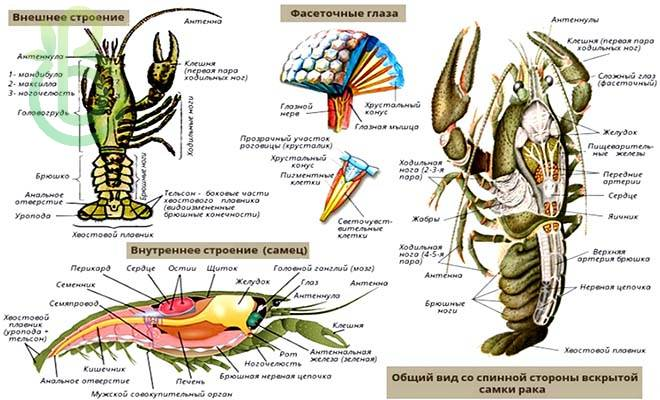 Внешнее строение
Антенна
Антеннула
1- мандибула
2- максилла
3- ногочелюсть
Головогрудь
Клешня
(первая пара
ходильных ног)
Ходильные ноги
Брюшко
Брюшные ноги
Анальное
отверстие
Уропода
Тельсон - боковые части
хвостового плавника
(видоизмененные
брюшные конечности)
Хвостовой плавник
Фасеточные глаза
Глазной
нерв
Хрустальный
конус
Глазная мышца
Прозрачный участок
роговицы (хрусталик)
Хрустальный
конус
Пигментные
клетки
Светочувст-
вительные
клетки
Внутреннее строение (самец)
Перикард
Сердце
Остии
Щиток
Головной ганглий (мозг)
Семенник
Желудок
Глаз
Антенна
Семяпровод
Антеннула
Хвостовой
плавник
(уропода +
тельсон)
Клешня
Антеннальная
железа (зеленая)
Рот
Ногочелюсть
Кишечник
Брюшная нервная цепочка
Анальное отверстие
Печень
Мужской совокупительный орган
Антеннулы
Клешня (первая пара
ходильных ног)
Сложный глаз
(фасеточный)
Желудок
Пищеваритель-
ные железы
Ходильная
нога (2-3-я
пара)
Передние
артерии
Сердце
Яичник
Жабры
Ходильная
нога (4-5-я
пара)
Верхняя
артерия брюшка
Антенна
Нервная цепочка
Брюшные
ноги
Хвостовой плавник
Общий вид со спинной стороны вскрытой
самки рака